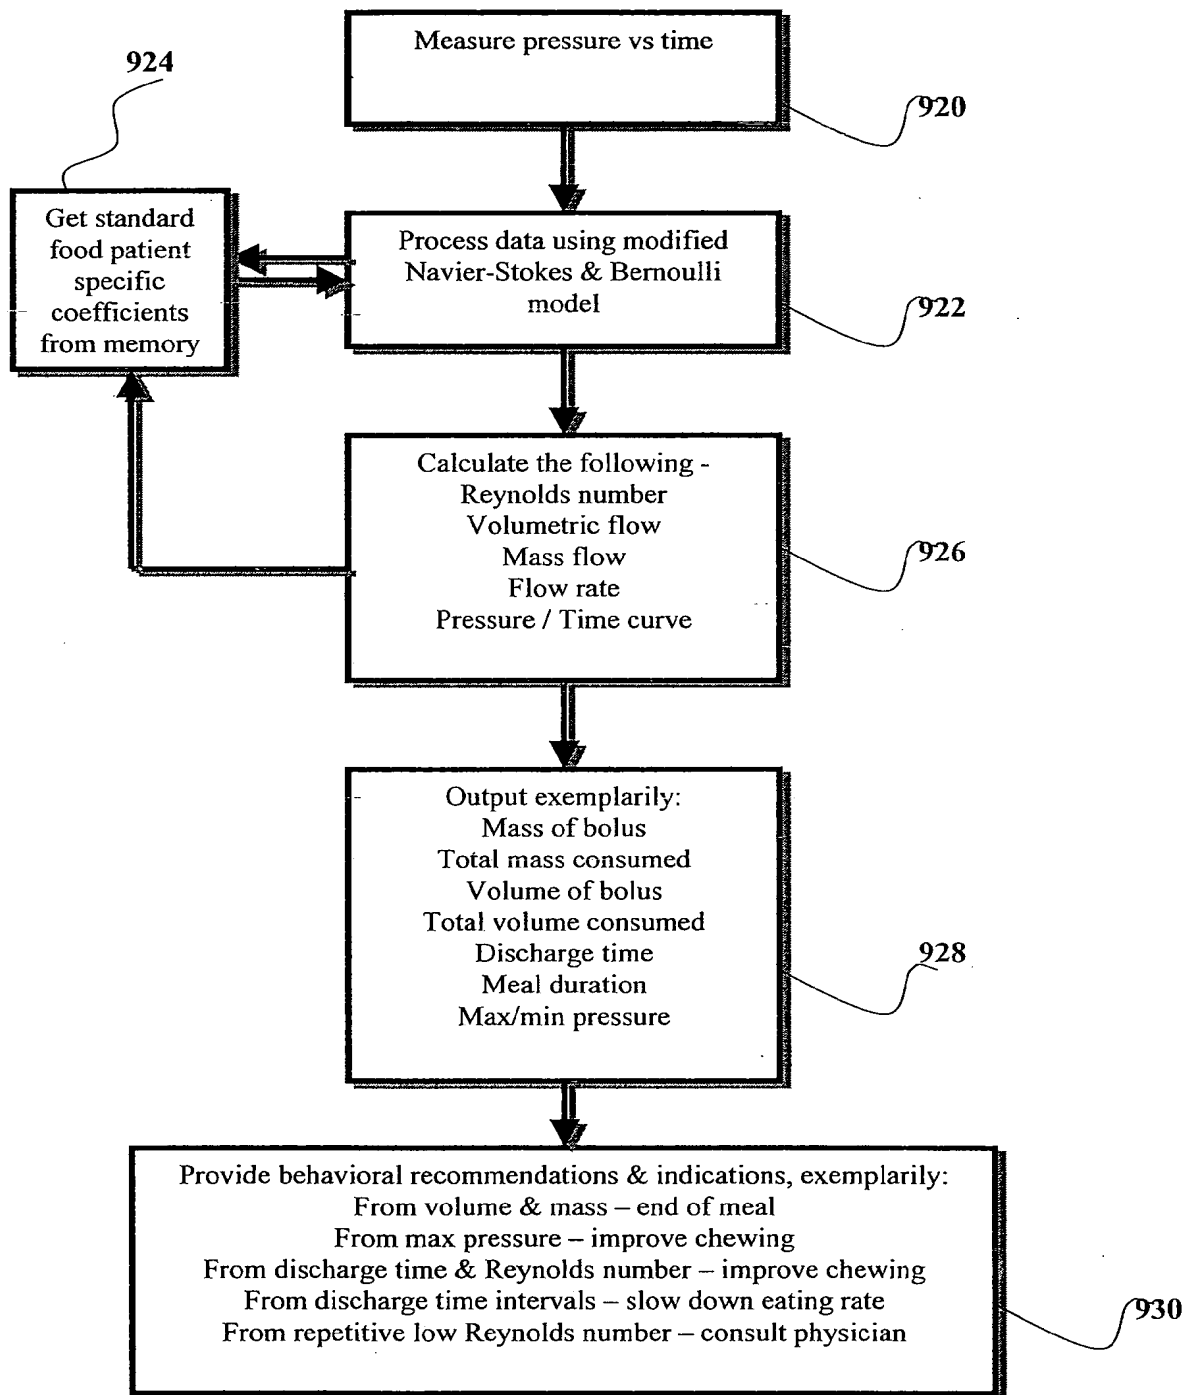 Measure pressure vs time
920
924
Get standard
food patient
specific
coefficients
from memory
Process data using modified
Navier-Stokes & Bernoulli
model
922
Calculate the following -
Reynolds number
Volumetric flow
Mass flow
Flow rate
Pressure / Time curve
926
Output exemplarily:
Mass of bolus
Total mass consumed
Volume of bolus
Total volume consumed
Discharge time
Meal duration
Max/min pressure
928
Provide behavioral recommendations & indications, exemplarily:
From volume & mass – end of meal
From max pressure – improve chewing
From discharge time & Reynolds number – improve chewing
From discharge time intervals – slow down eating rate
From repetitive low Reynolds number – consult physician
930